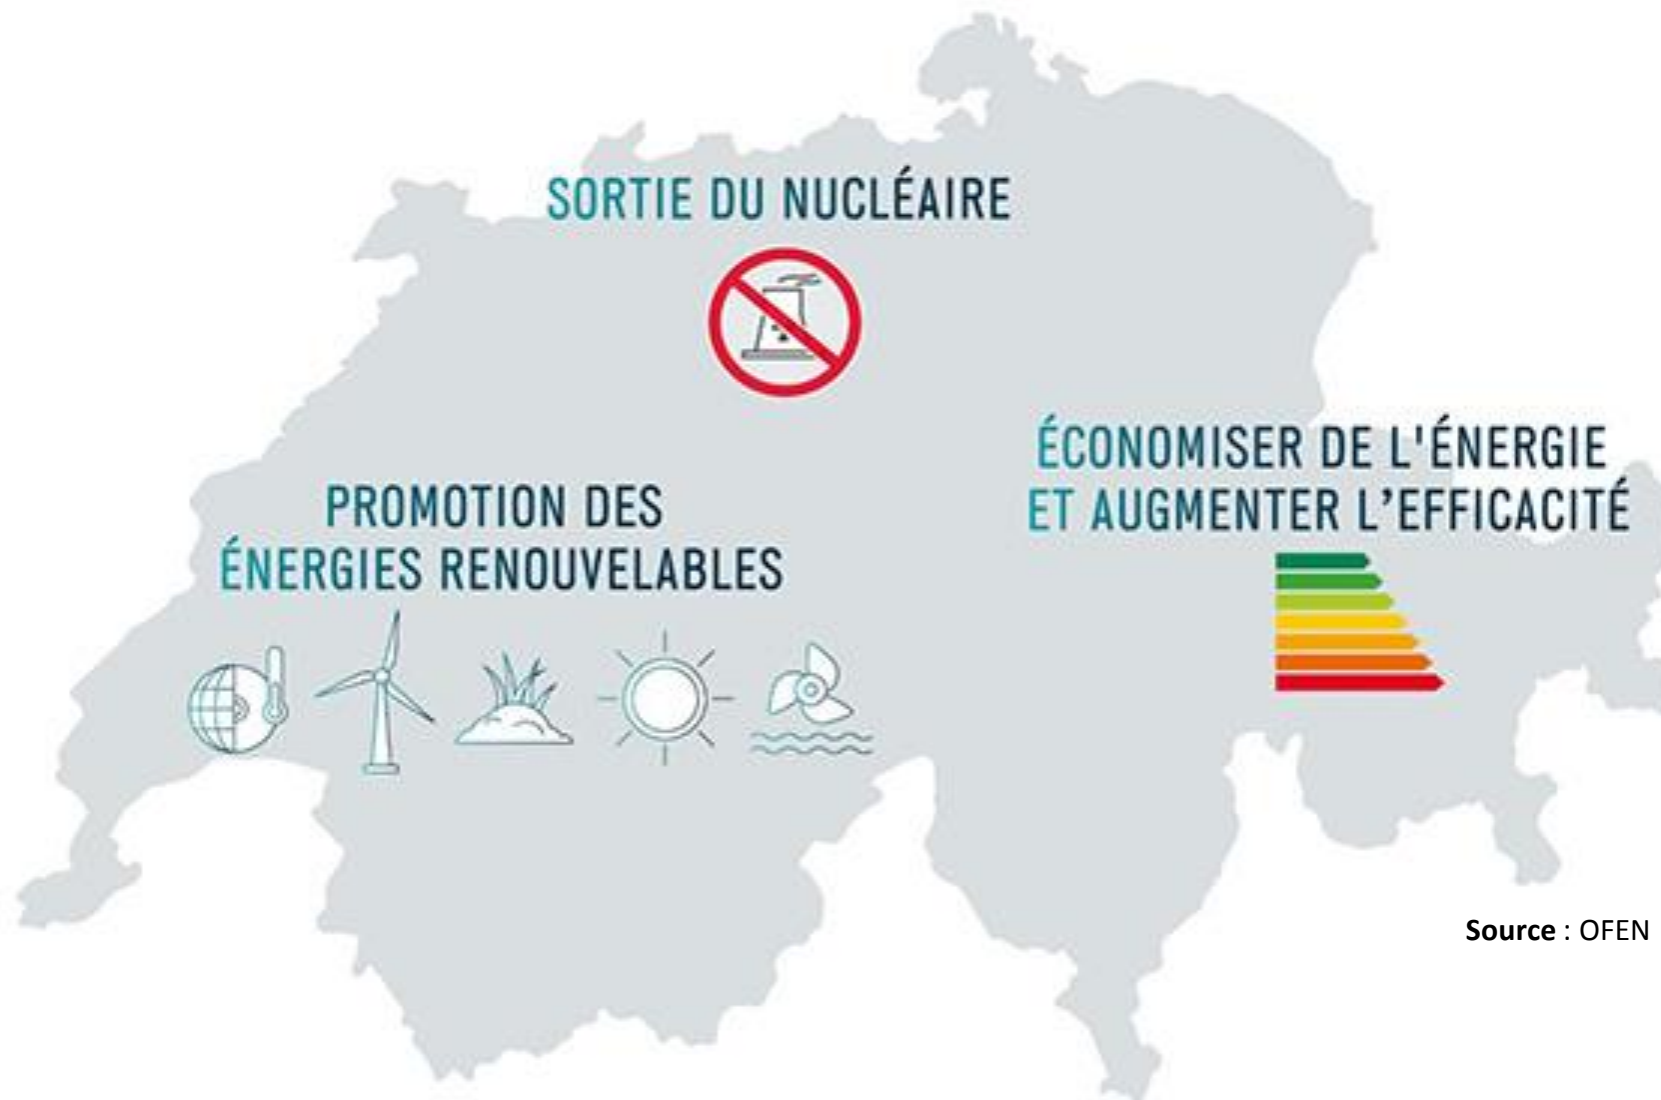 SORTIE DU NUCLÉAIRE
ÉCONOMISER DE L'ÉNERGIE
ET AUGMENTER L’EFFICACITÉ
PROMOTION DES
ÉNERGIES RENOUVELABLES
Source : OFEN